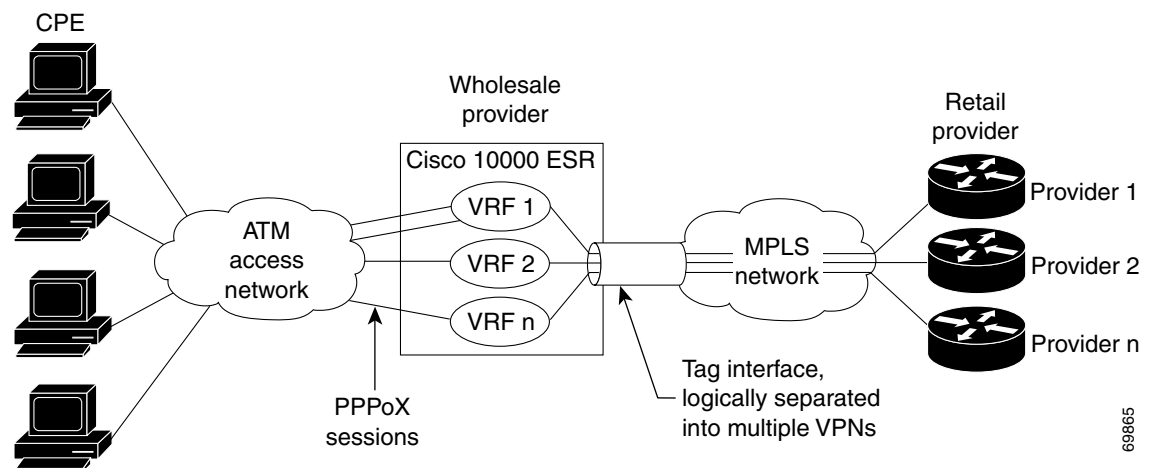 CPE
Wholesale
provider
Retail
provider
Cisco 10000 ESR
VRF 1
VRF 2
VRF n
ATM
access
network
MPLS
network
Provider 1
Provider 2
Provider n
PPPoX
sessions
Tag interface,
logically separated
into multiple VPNs
69865